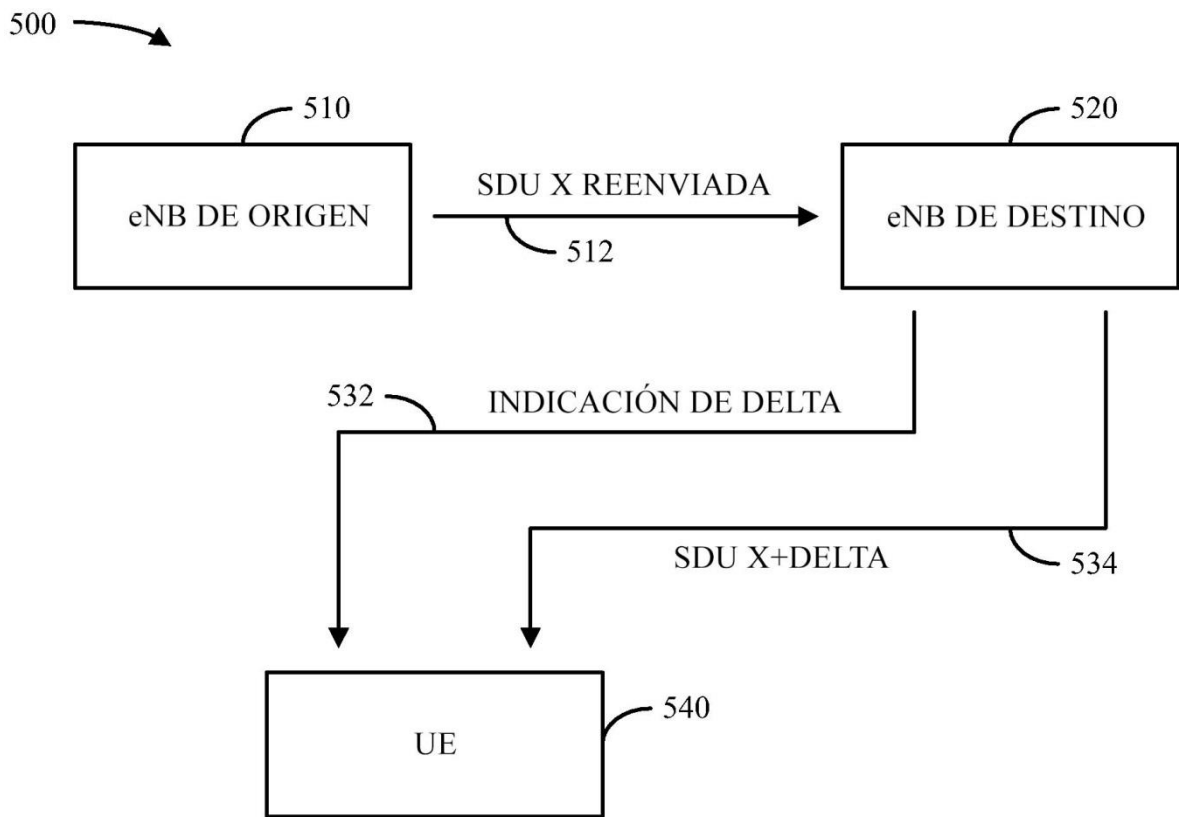 500
510
520
eNB DE ORIGEN
SDU X REENVIADA
512
eNB DE DESTINO
532
INDICACIÓN DE DELTA
SDU X+DELTA
534
UE
540